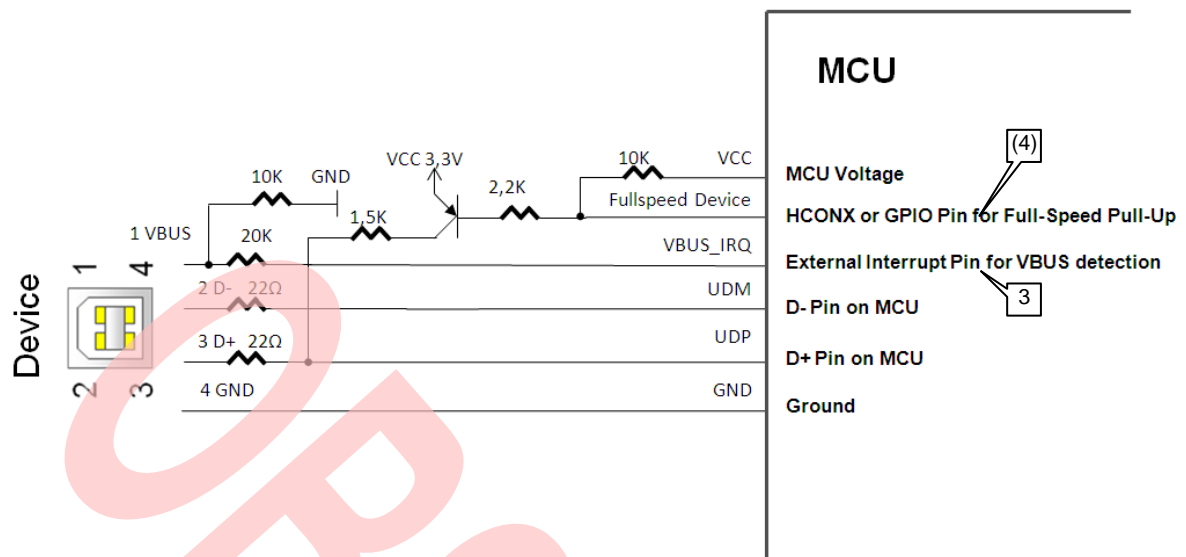 MCU
(4)
VCC 3,3V
10K
VCC
MCU Voltage
10K
GND
2,2K
Fullspeed Device
HCONX or GPIO Pin for Full-Speed Pull-Up
1,5K
1 VBUS
20K
VBUS_IRQ
External Interrupt Pin for VBUS detection
3
Device
1
4
2
3
2 D- 22Ω
UDM
D- Pin on MCU
3 D+ 22Ω
UDP
D+ Pin on MCU
4 GND
GND
Ground